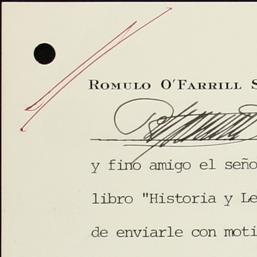 ROMULO O'FARRILL S
y fino amigo el seño
libro "Historia y Le
de enviarle con moti